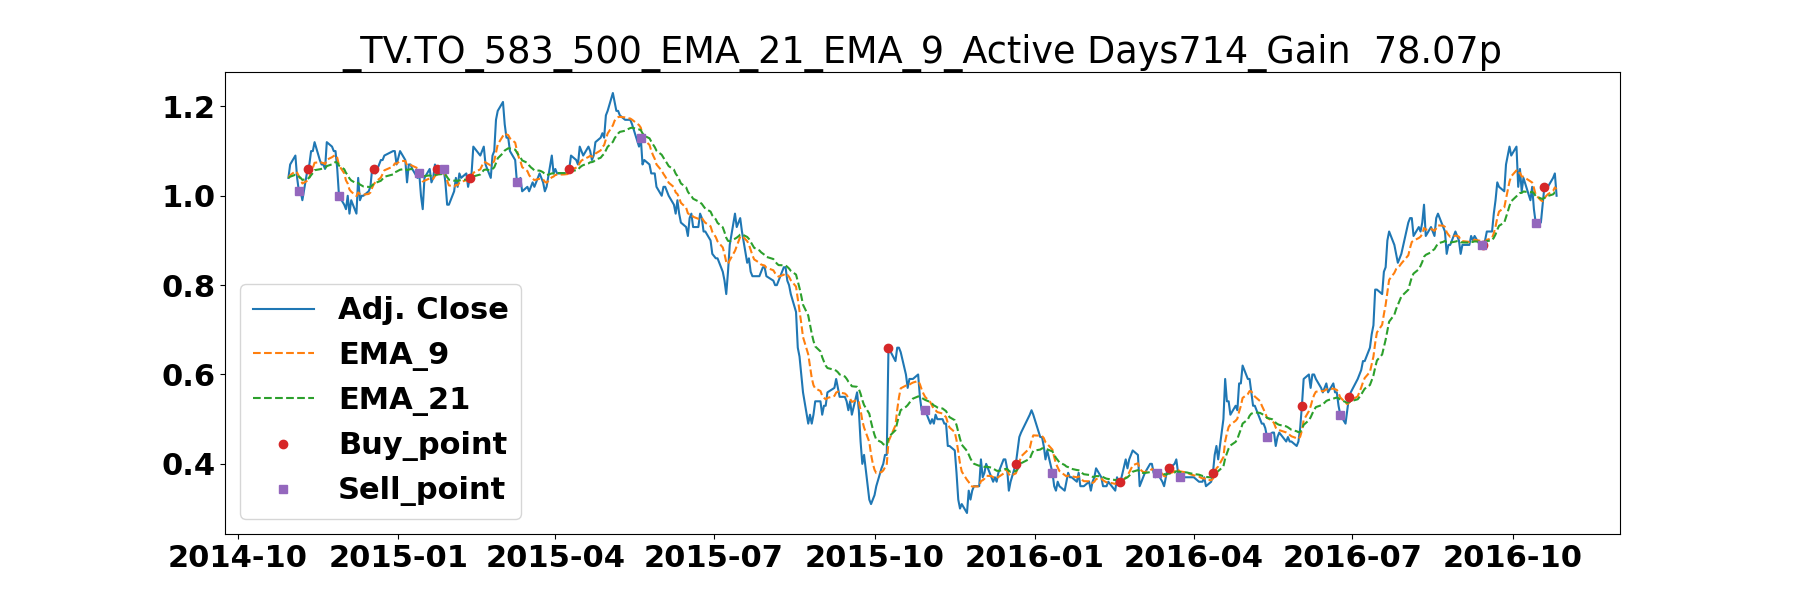 _TV.TO_583_500_EMA_21_EMA_9_Active Days714_Gain  78.07p
1.2
1.0
0.8
0.6
0.4
Adj. Close
EMA_9
EMA_21
Buy_point
Sell_point
2014-10 2015-01 2015-04 2015-07 2015-10 2016-01 2016-04 2016-07 2016-10